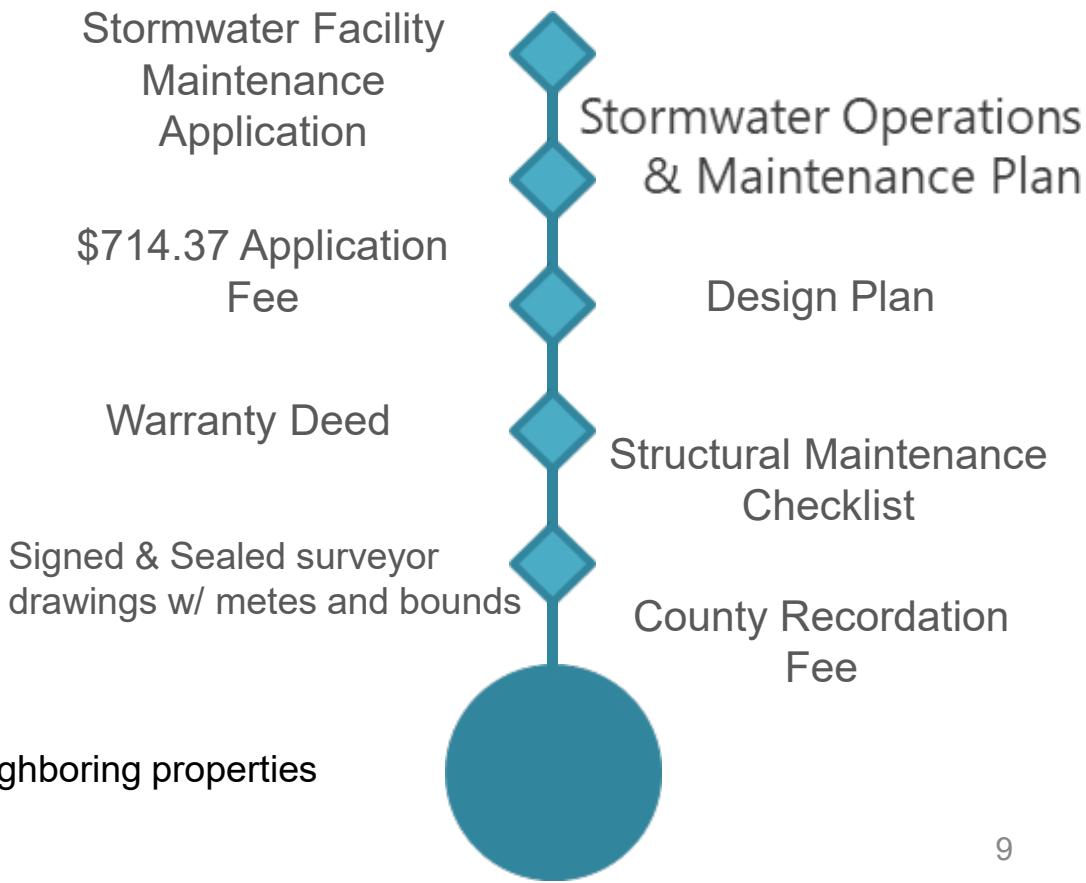 Stormwater Facility
Maintenance
Application
Stormwater Operations
& Maintenance Plan
$714.37 Application
Fee
Design Plan
Warranty Deed
Structural Maintenance
Checklist
Signed & Sealed surveyor
drawings w/ metes and bounds
County Recordation
Fee
properties
9